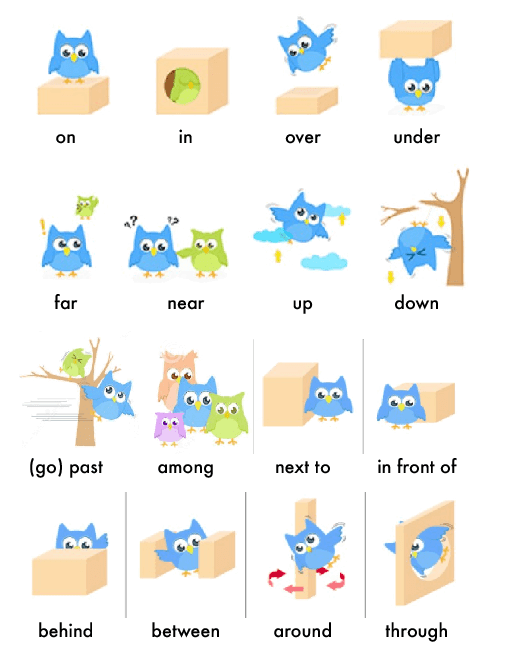 on in over under
! ? ? ? ?
far near up down
(go) past among next to in front of
behind between around through